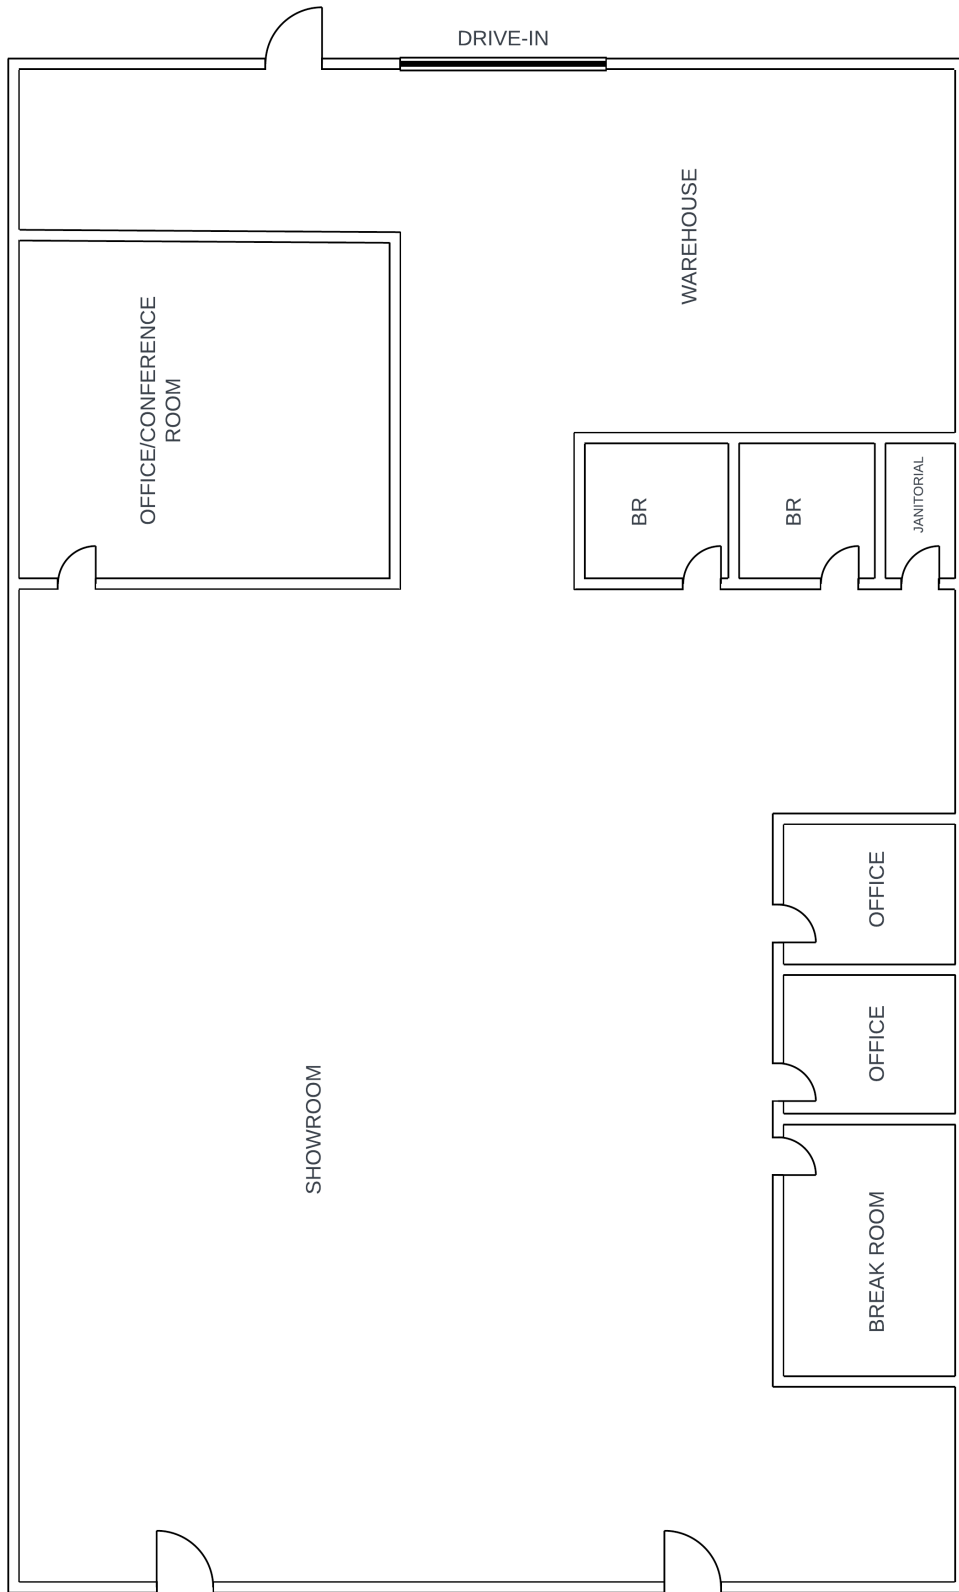 DRIVE-IN
WAREHOUSE
OFFICE/CONFERENCE
ROOM
BR
BR
JANITORIAL
OFFICE
OFFICE
SHOWROOM
BREAK ROOM